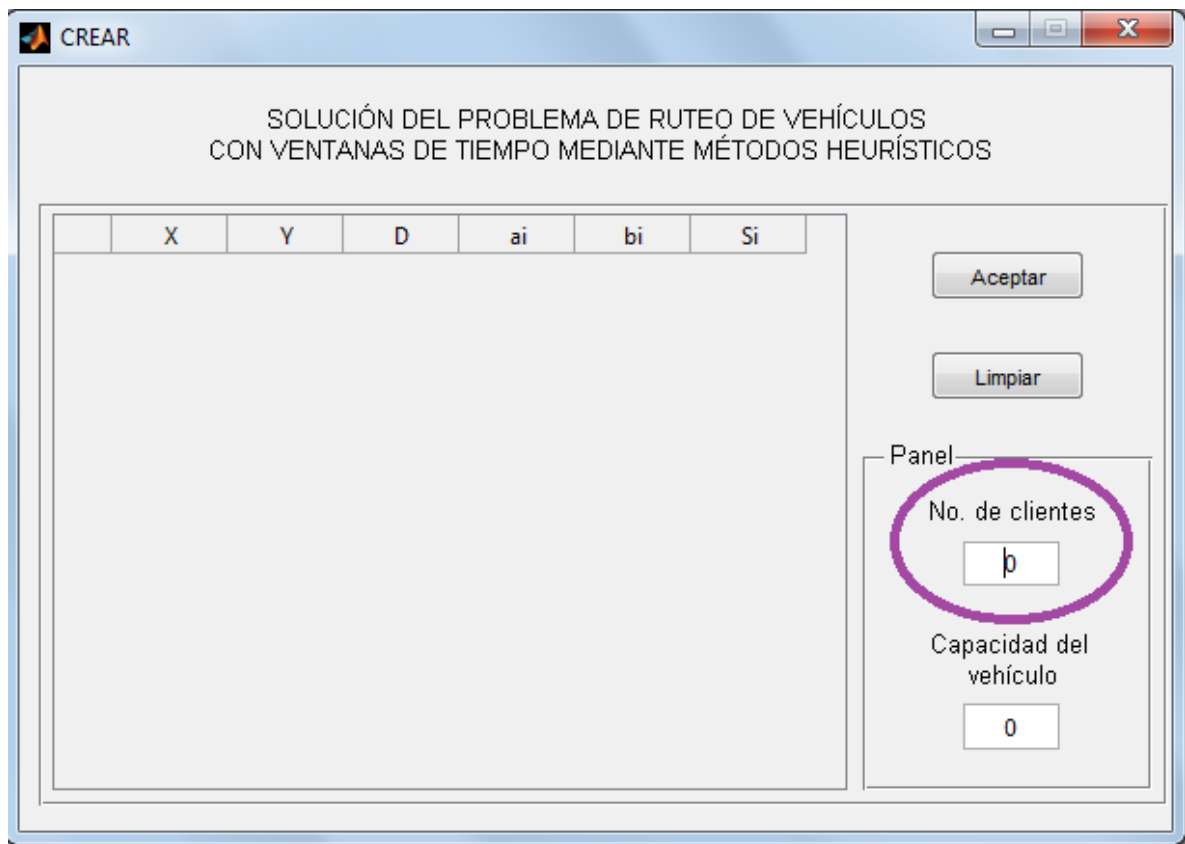 CREAR
SOLUCIÓN DEL PROBLEMA DE RUTEO DE VEHÍCULOS
CON VENTANAS DE TIEMPO MEDIANTE MÉTODOS HEURÍSTICOS
X Y D ai bi Si
Aceptar
Limpiar
Panel
No. de clientes
0
Capacidad del
vehículo
0